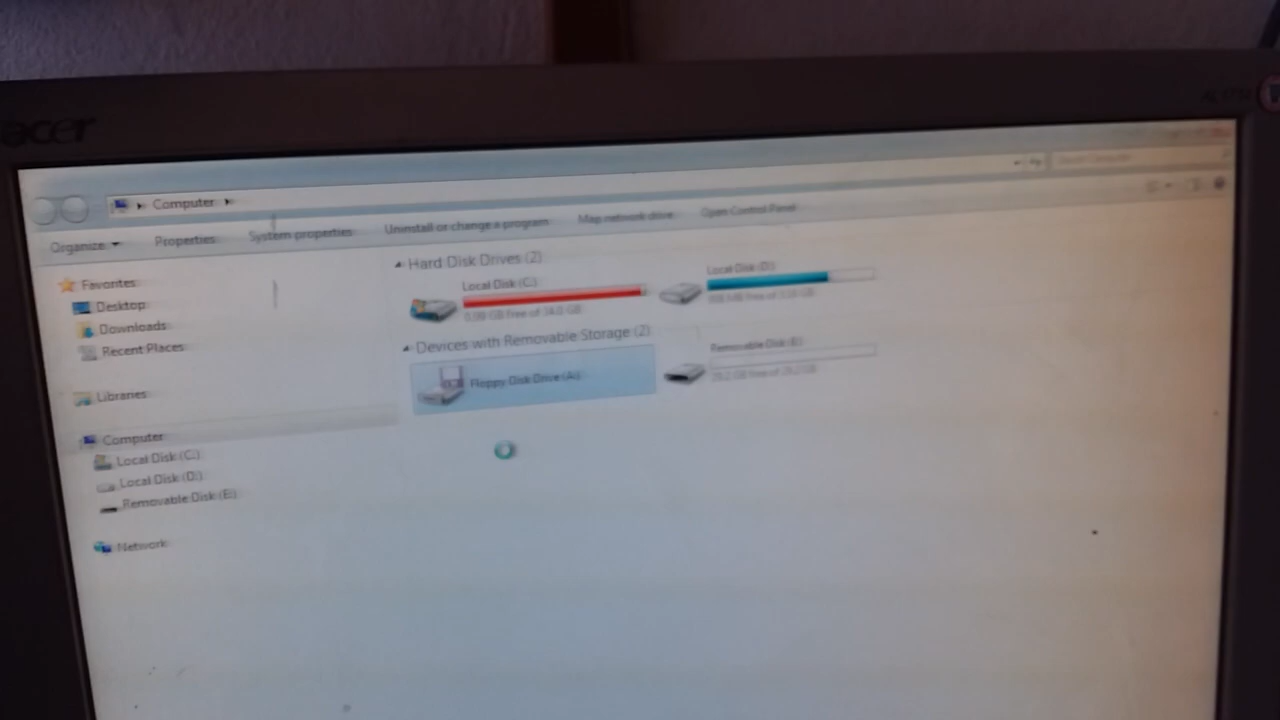 acer
Computer
Organize
Properties
System properties
Uninstall or change a program
Map network drive
Open Control Panel
Favorites
Desktop
Downloads
Recent Places
Libraries
Computer
Local Disk (C:)
Local Disk (D:)
Removable Disk (E:)
Network
Hard Disk Drives (2)
Local Disk (C:)
Local Disk (D:)
Devices with Removable Storage (2)
Floppy Disk Drive (A:)
Removable Disk (E:)